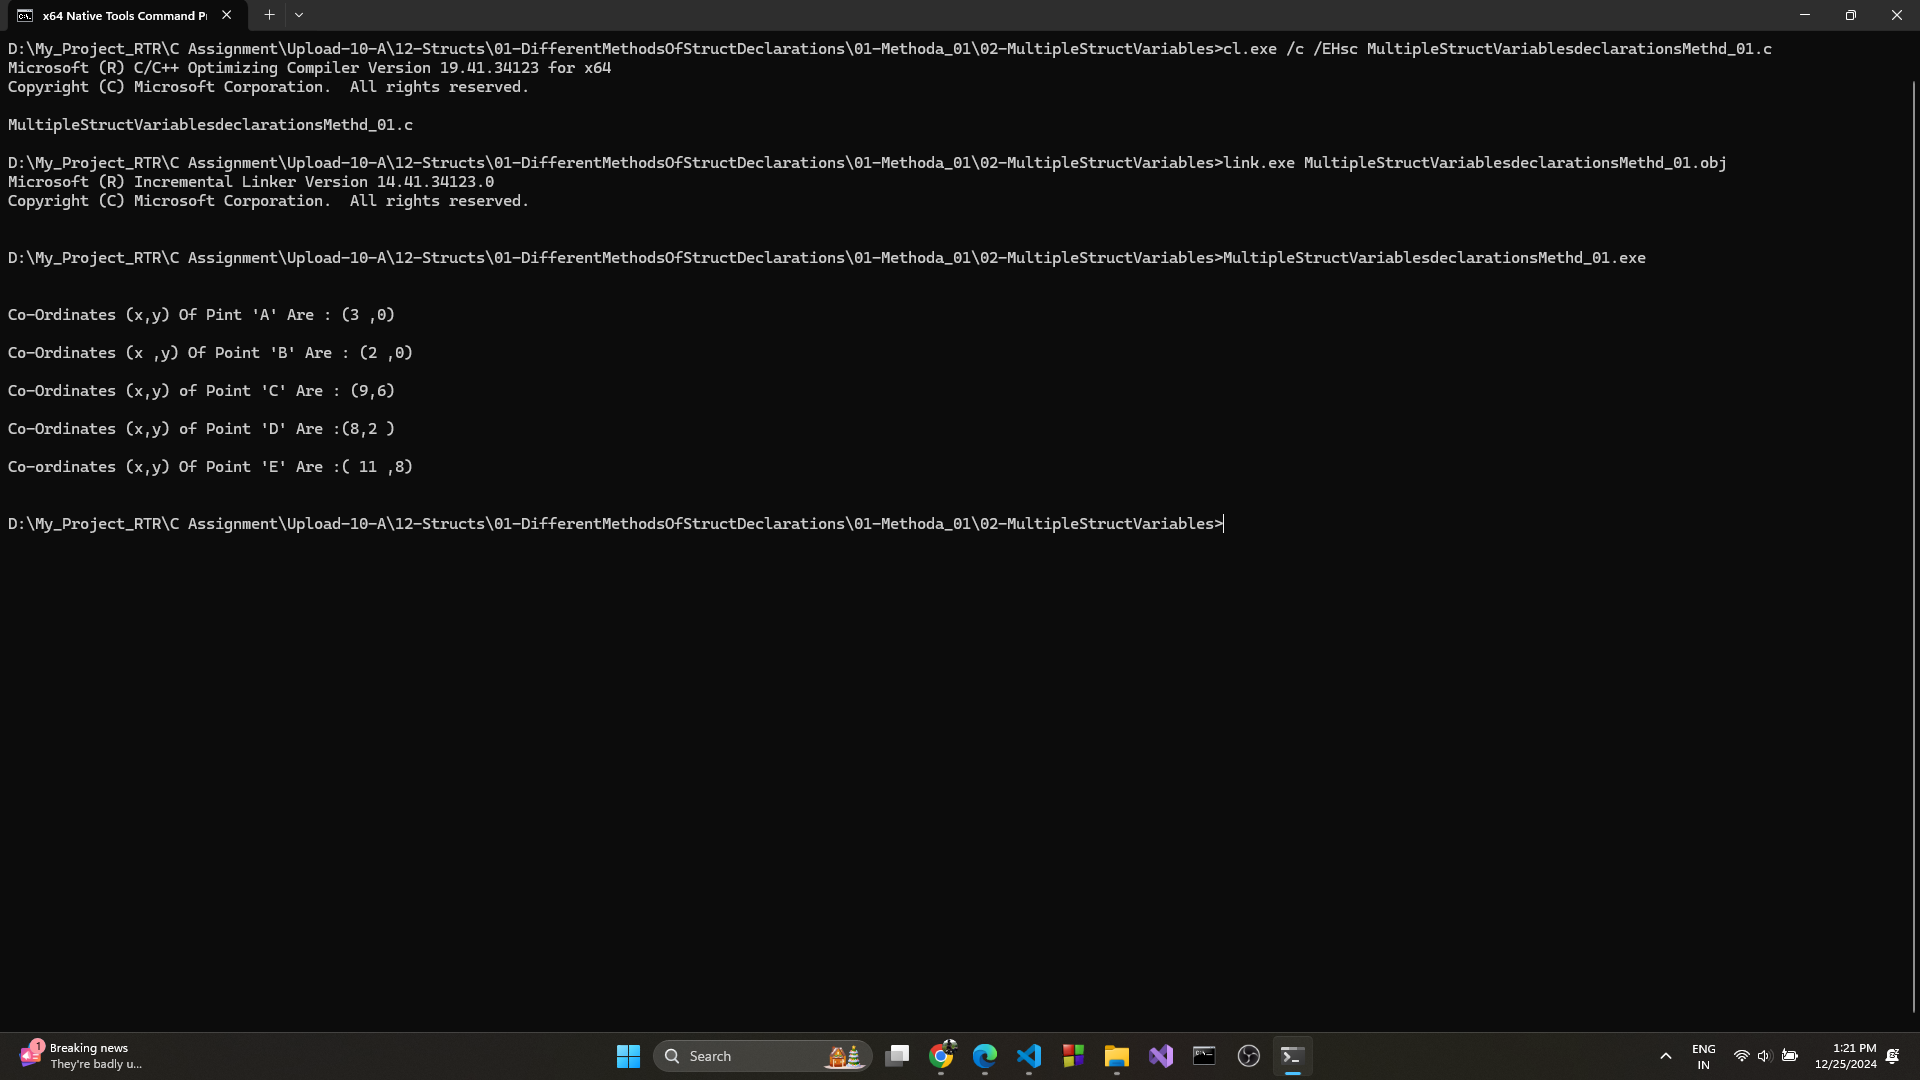 x64 Native Tools Command P
D:\My_Project_RTR\C Assignment\Upload-10-A\12-Structs\01-DifferentMethodsOfStructDeclarations\01-Methoda_01\02-MultipleStructVariables>cl.exe /c /EHsc MultipleStructVariablesdeclarationsMethd_01.c
Microsoft (R) C/C++ Optimizing Compiler Version 19.41.34123 for x64
Copyright (C) Microsoft Corporation.  All rights reserved.
MultipleStructVariablesdeclarationsMethd_01.c
D:\My_Project_RTR\C Assignment\Upload-10-A\12-Structs\01-DifferentMethodsOfStructDeclarations\01-Methoda_01\02-MultipleStructVariables>link.exe MultipleStructVariablesdeclarationsMethd_01.obj
Microsoft (R) Incremental Linker Version 14.41.34123.0
Copyright (C) Microsoft Corporation.  All rights reserved.
D:\My_Project_RTR\C Assignment\Upload-10-A\12-Structs\01-DifferentMethodsOfStructDeclarations\01-Methoda_01\02-MultipleStructVariables>MultipleStructVariablesdeclarationsMethd_01.exe
Co-Ordinates (x,y) Of Pint 'A' Are : (3 ,0)
Co-Ordinates (x ,y) Of Point 'B' Are : (2 ,0)
Co-Ordinates (x,y) of Point 'C' Are : (9,6)
Co-Ordinates (x,y) of Point 'D' Are :(8,2 )
Co-ordinates (x,y) Of Point 'E' Are :( 11 ,8)
D:\My_Project_RTR\C Assignment\Upload-10-A\12-Structs\01-DifferentMethodsOfStructDeclarations\01-Methoda_01\02-MultipleStructVariables>
1
Breaking news
They're badly u...
Search
ENG
IN
1:21 PM
12/25/2024